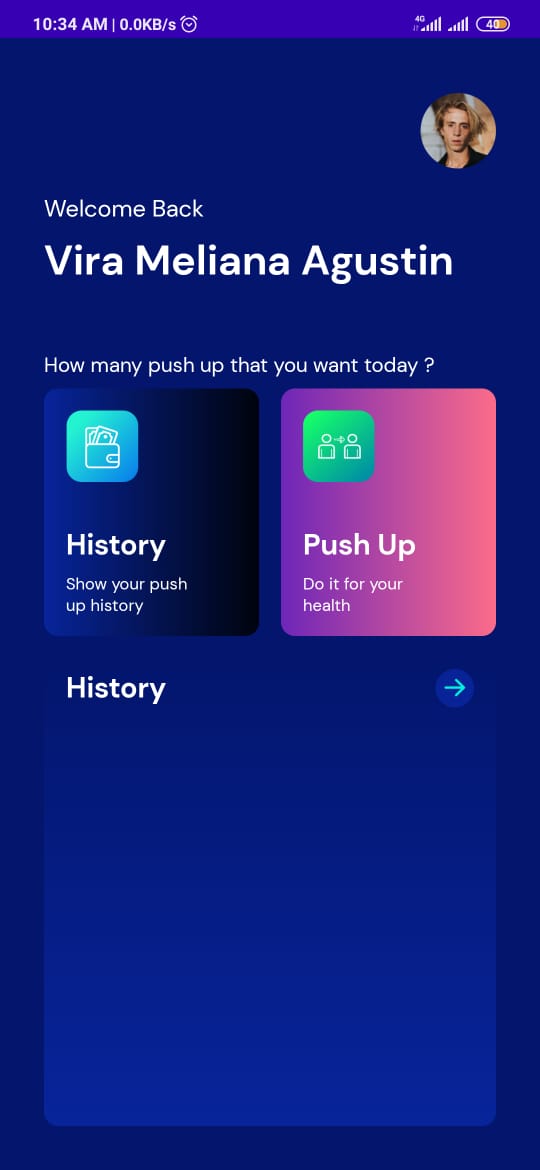 10:34 AM | 0.0KB/s
4G
40
Welcome Back
Vira Meliana Agustin
How many push up that you want today ?
History
Show your push
up history
Push Up
Do it for your
health
History